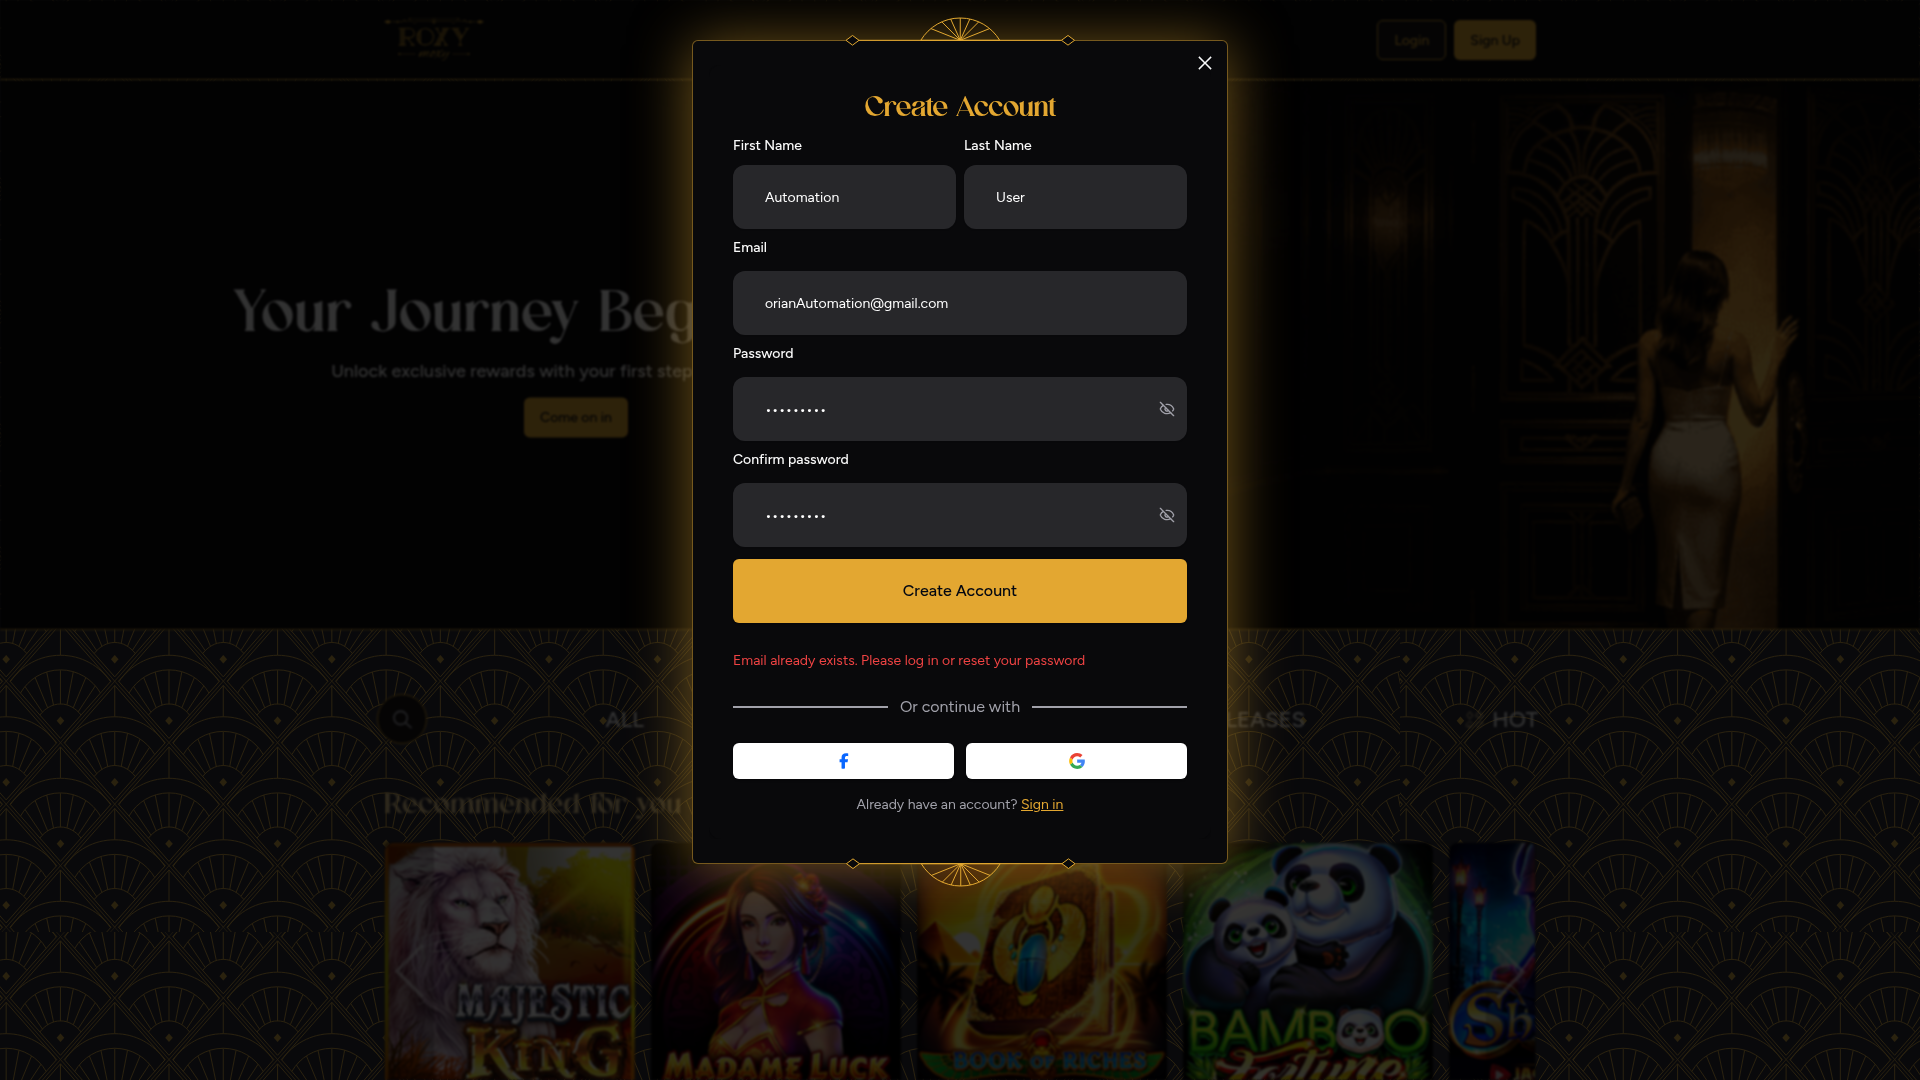 ROXY
Login
Sign Up
Create Account
First Name
Last Name
Automation
User
Email
orianAutomation@gmail.com
Your Journey Beg
Unlock exclusive rewards with your first step
Come on in
Password
•••••••••
Confirm password
•••••••••
Create Account
Email already exists. Please log in or reset your password
Or continue with
ALL
LEASES
HOT
Already have an account? Sign in
Recommended for you
MAJESTIC
KING
MADAME LUCK
BOOK OF RICHES
BAMBOO
Fortune
Sh
JA